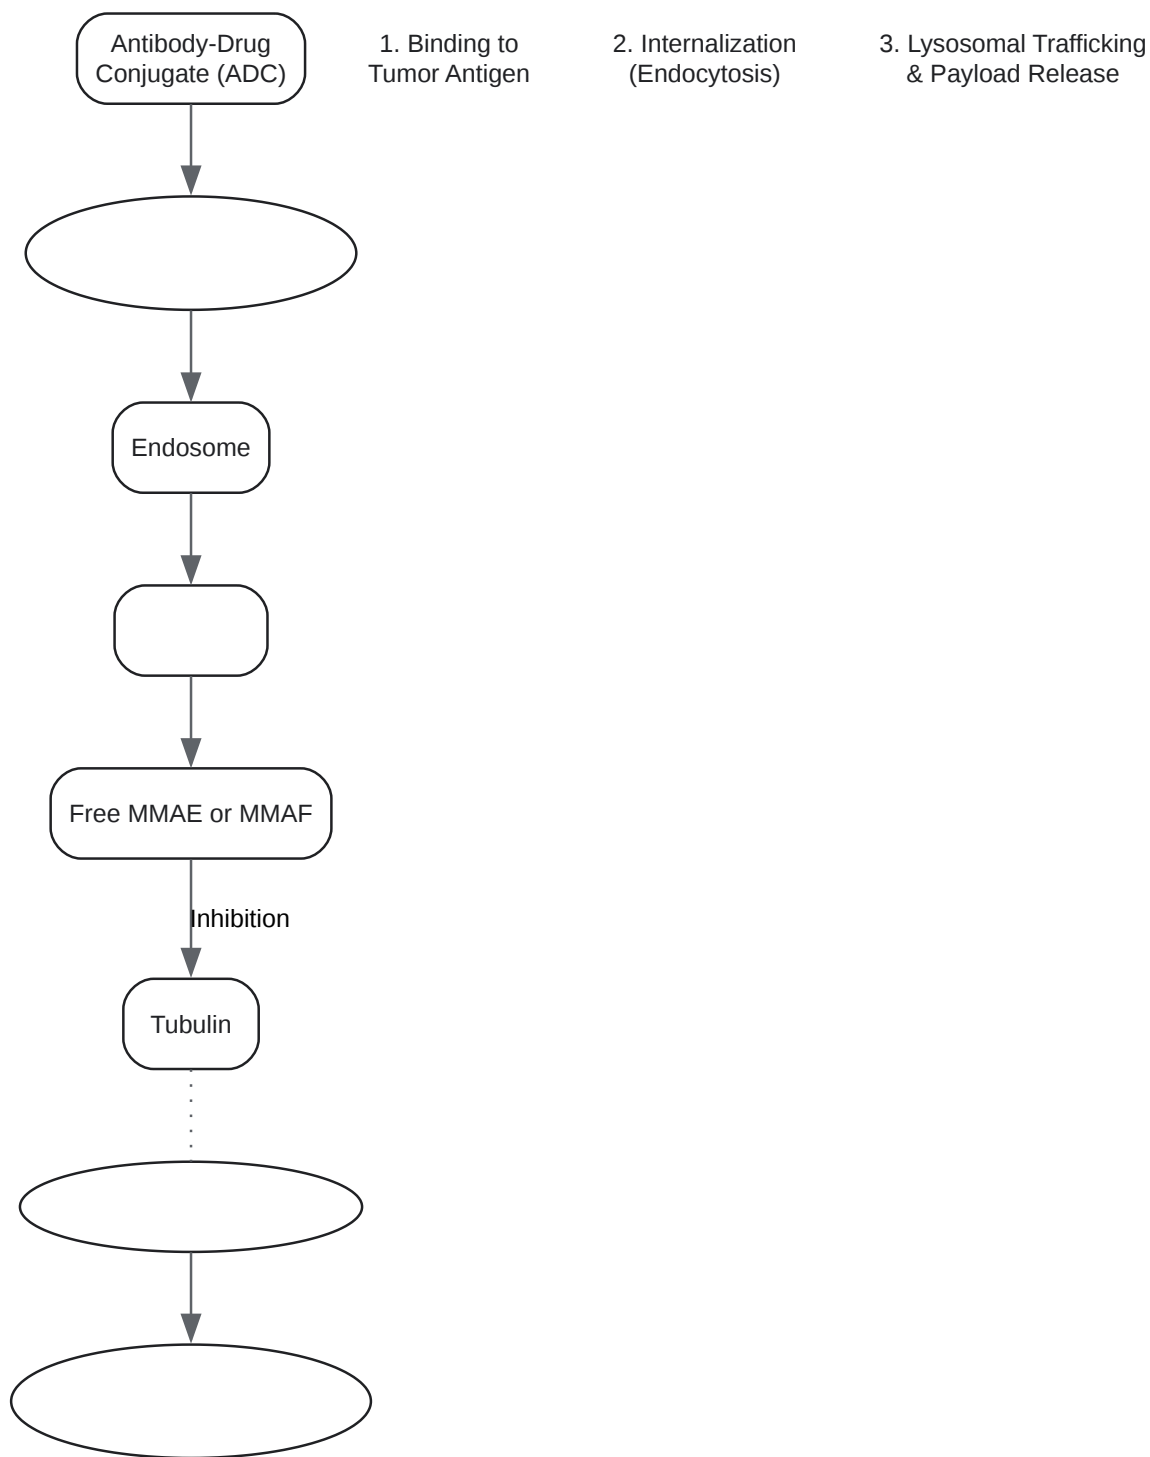 Antibody-Drug
Conjugate (ADC)
1. Binding to
Tumor Antigen
2. Internalization
(Endocytosis)
3. Lysosomal Trafficking
& Payload Release
Endosome
Free MMAE or MMAF
Inhibition
Tubulin